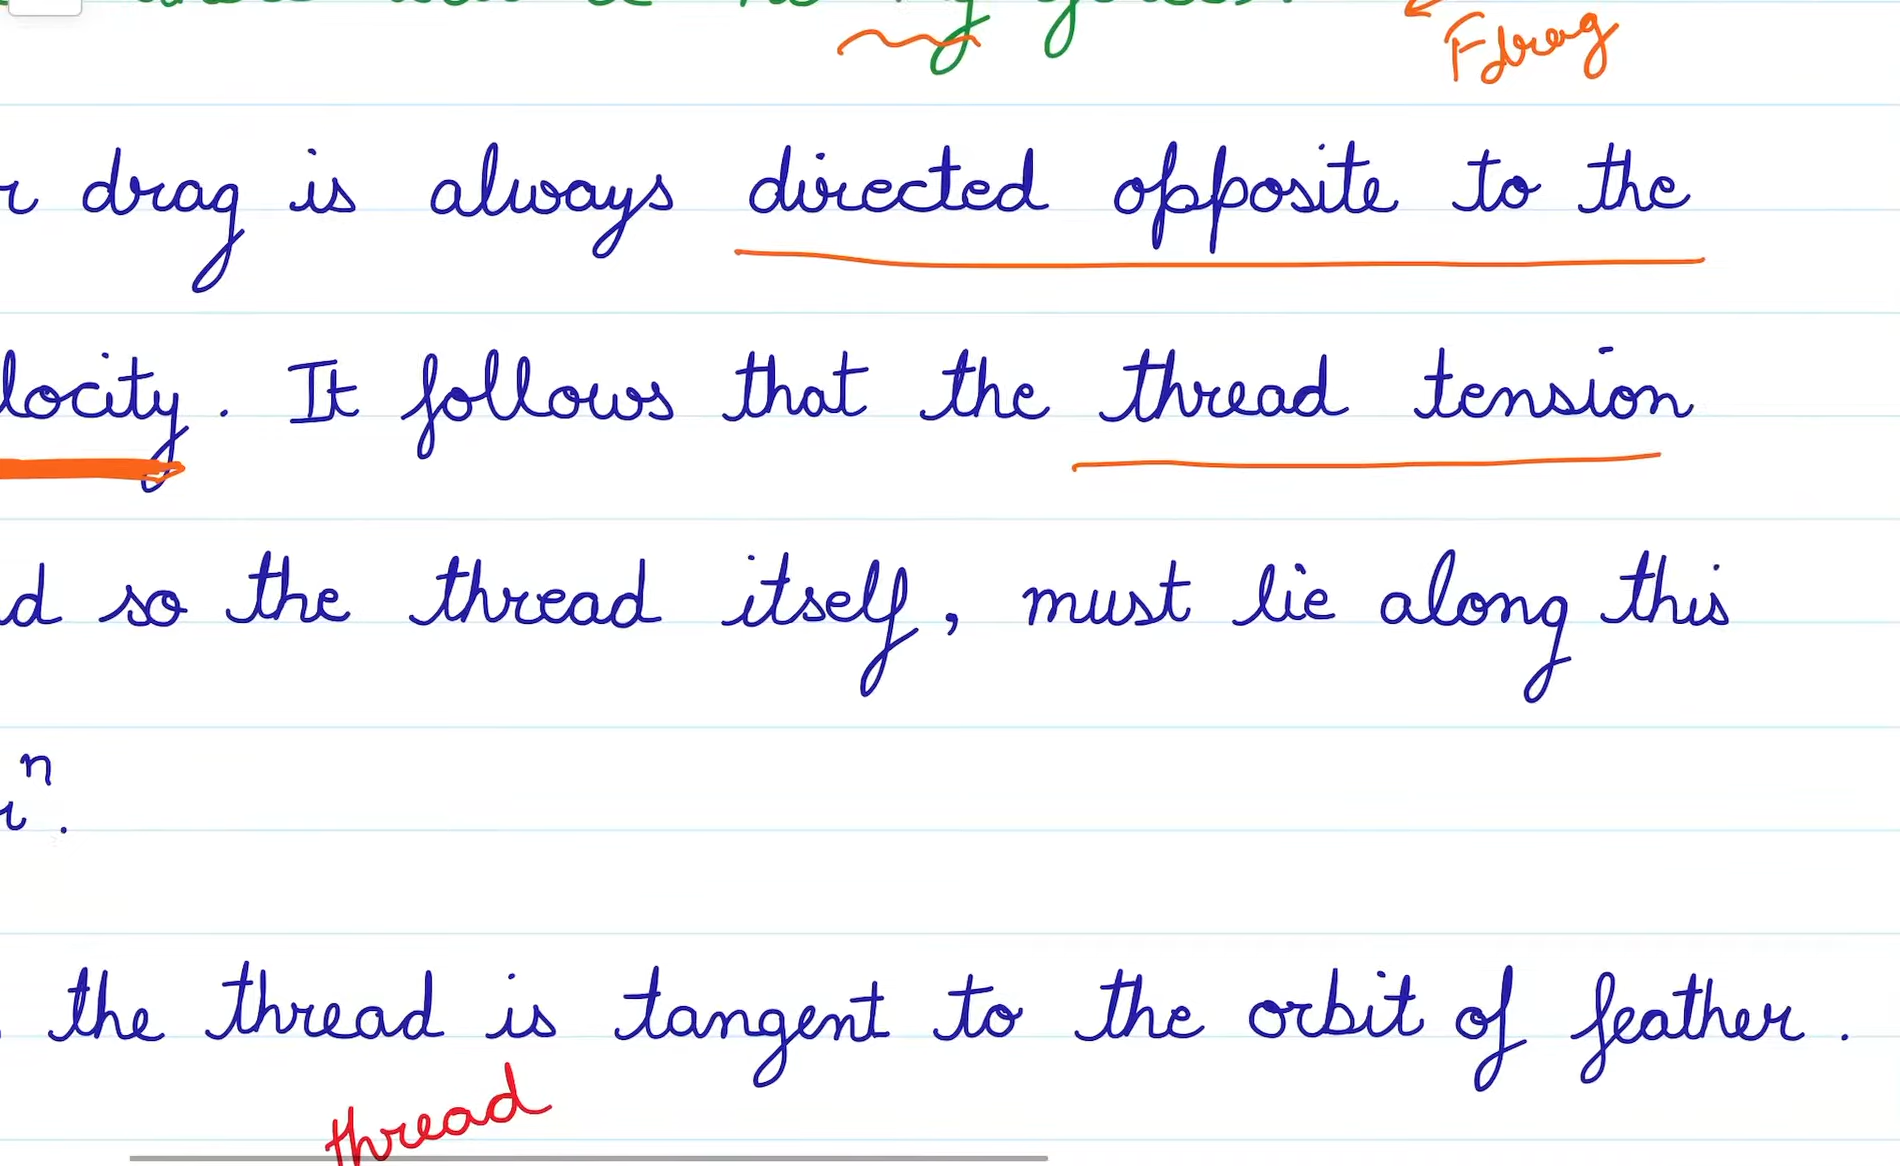 Fdrag
drag is always directed opposite to the
locity. It follows that the thread tension
d so the thread itself, must lie along this
n.
the thread is tangent to the orbit of feather.
thread